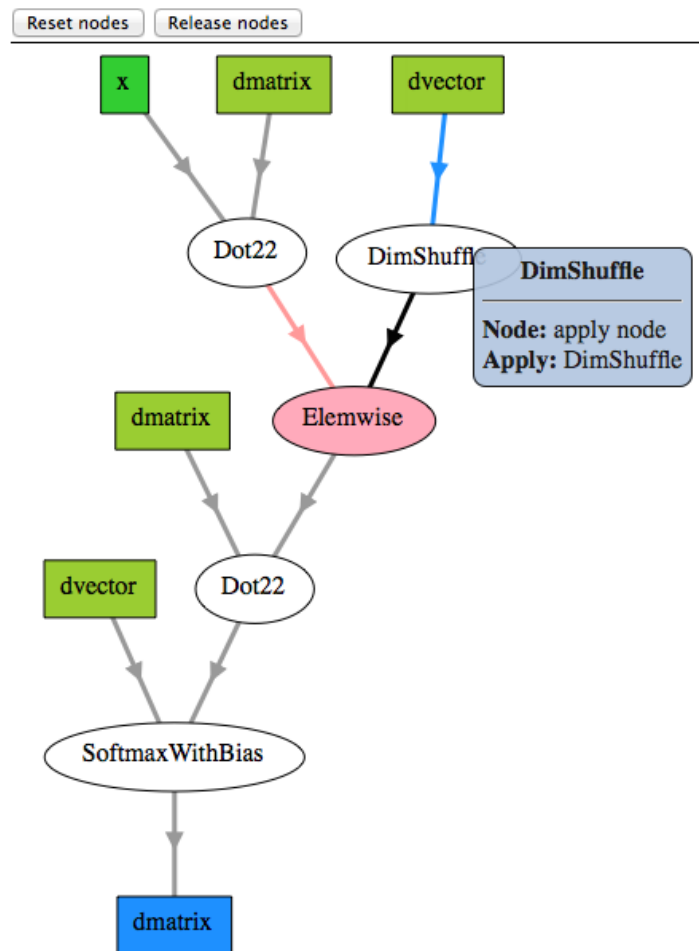 Reset nodes Release nodes
x dmatrix dvector
Dot22 DimShuffle
DimShuffle
Node: apply node
Apply: DimShuffle
dmatrix Elemwise
dvector Dot22
SoftmaxWithBias
dmatrix